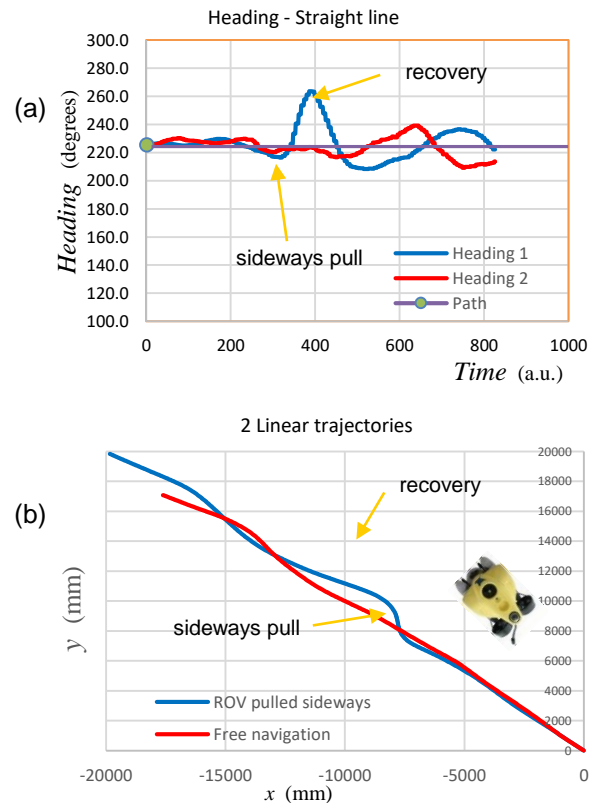 Heading - Straight line
(a)
300.0
280.0
260.0
240.0
220.0
200.0
180.0
160.0
140.0
120.0
100.0
Heading (degrees)
recovery
sideways pull
Heading 1
Heading 2
Path
0 200 400 600 800 1000
Time (a.u.)
2 Linear trajectories
(b)
y (mm)
20000
18000
16000
14000
12000
10000
8000
6000
4000
2000
0
recovery
sideways pull
ROV pulled sideways
Free navigation
-20000 -15000 -10000 -5000 0
x (mm)